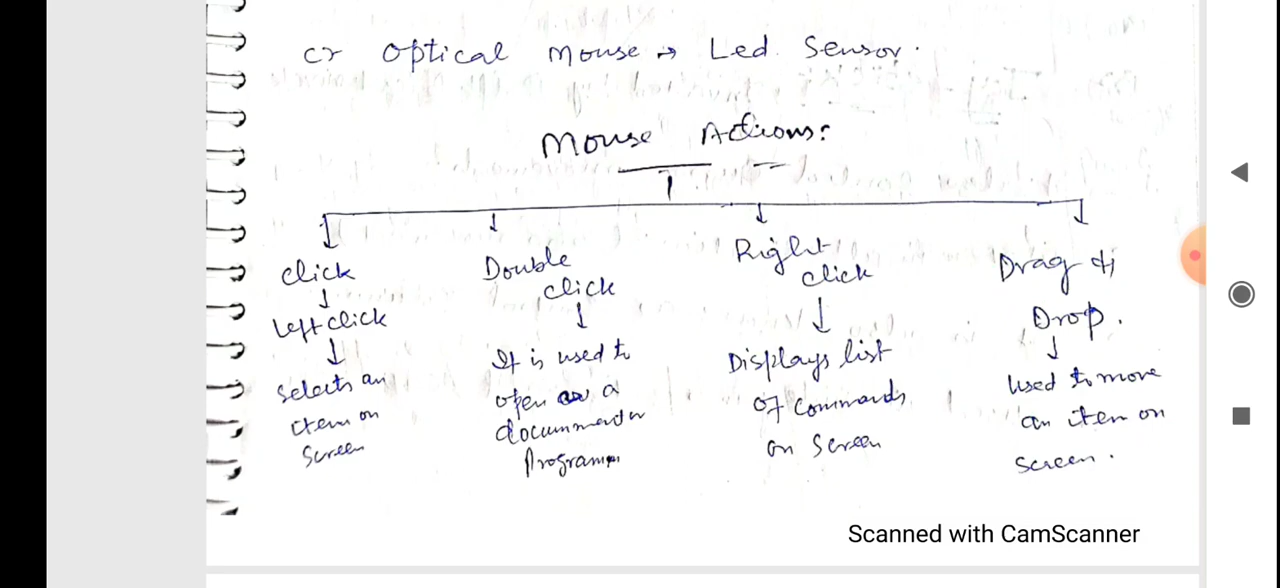 cr Optical Mouse → Led Sensor.
Mouse Actions:
Click
Left click
Selects an
item on
Screen
Double
click
It is used to
open a
documment or
Program
Right
click
Displays list
of commands
on Screen
Drag &
Drop.
Used to move
an item on
screen.
Scanned with CamScanner